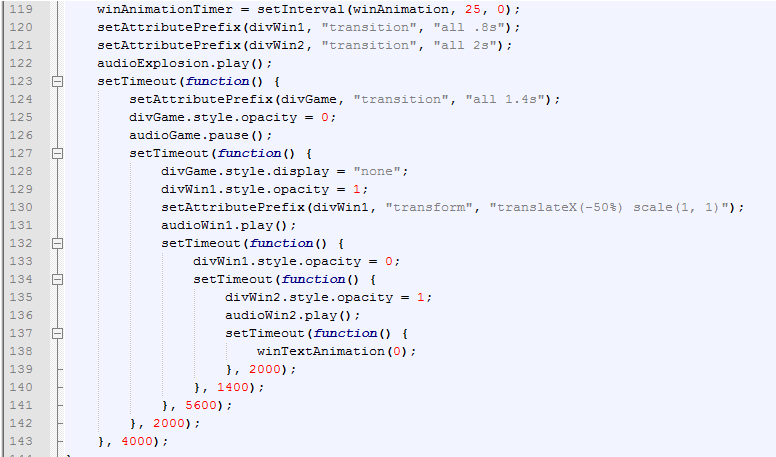 119 winAnimationTimer = setInterval(winAnimation, 25, 0);
120 setAttributePrefix(divWin1, "transition", "all .8s");
121 setAttributePrefix(divWin2, "transition", "all 2s");
122 audioExplosion.play();
123 setTimeout(function() {
124 setAttributePrefix(divGame, "transition", "all 1.4s");
125 divGame.style.opacity = 0;
126 audioGame.pause();
127 setTimeout(function() {
128 divGame.style.display = "none";
129 divWin1.style.opacity = 1;
130 setAttributePrefix(divWin1, "transform", "translateX(-50%) scale(1, 1)");
131 audioWin1.play();
132 setTimeout(function() {
133 divWin1.style.opacity = 0;
134 setTimeout(function() {
135 divWin2.style.opacity = 1;
136 audioWin2.play();
137 setTimeout(function() {
138 winTextAnimation(0);
139 }, 2000);
140 }, 1400);
141 }, 5600);
142 }, 2000);
143 }, 4000);